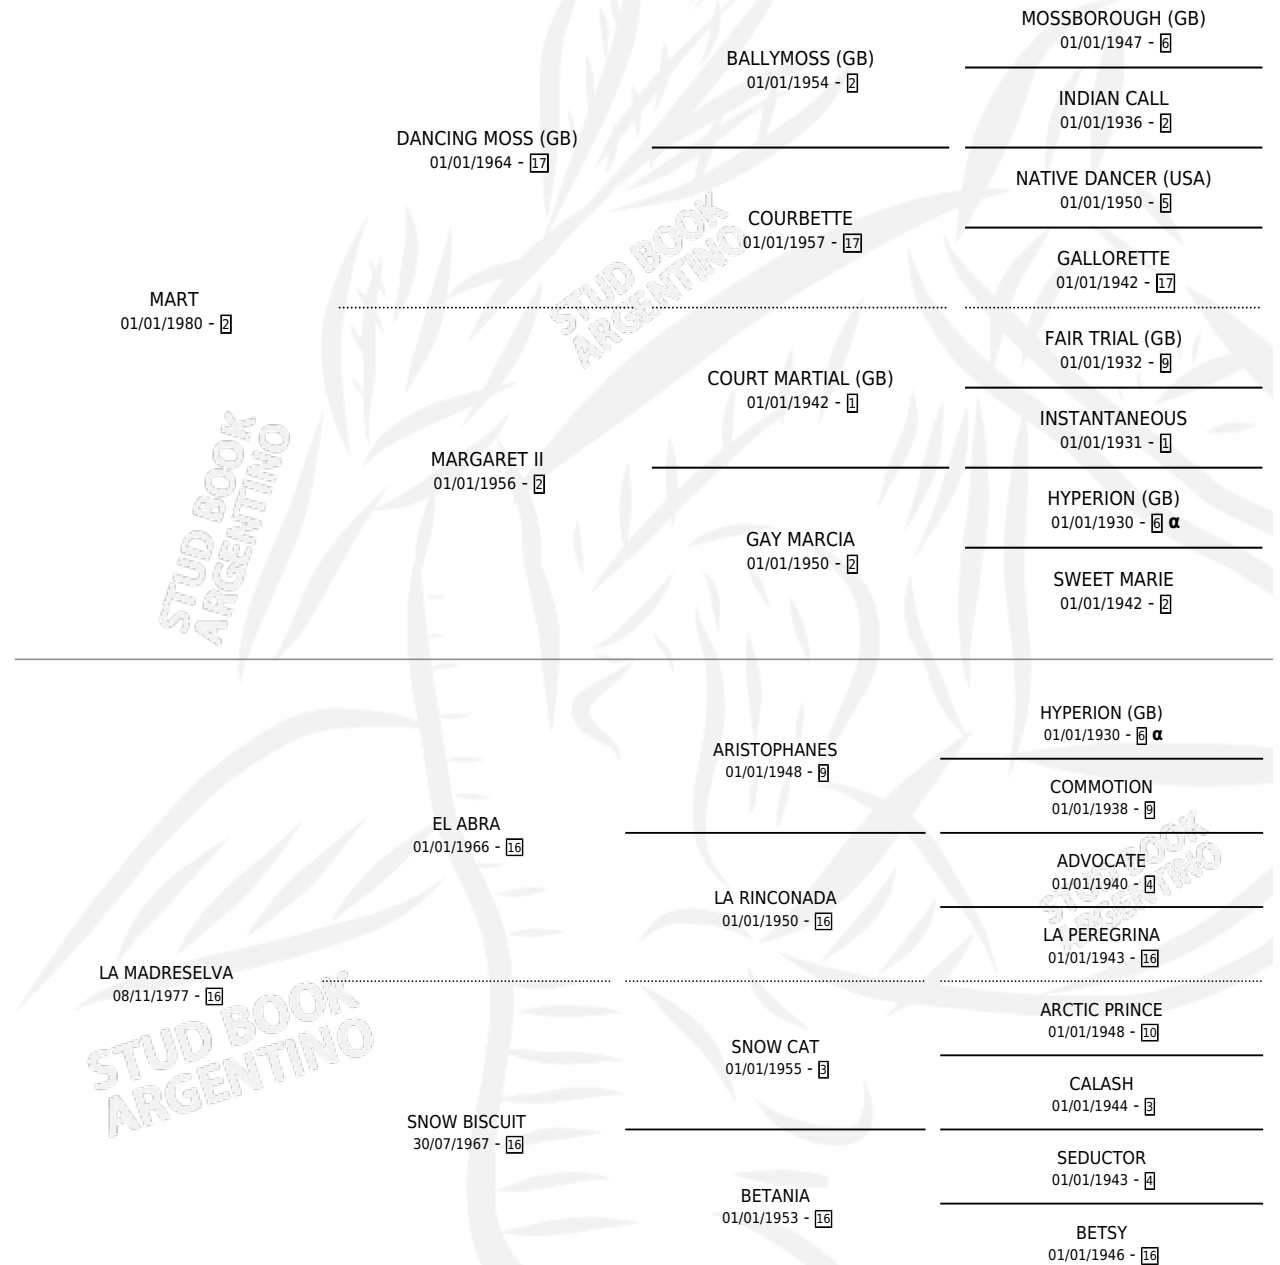 MART
01/01/1980 - 2
DANCING MOSS (GB)
01/01/1964 - 17
BALLYMOSS (GB)
01/01/1954 - 2
MOSSBOROUGH (GB)
01/01/1947 - 6
INDIAN CALL
01/01/1936 - 2
COURBETTE
01/01/1957 - 17
NATIVE DANCER (USA)
01/01/1950 - 5
GALLORETTE
01/01/1942 - 17
MARGARET II
01/01/1956 - 2
COURT MARTIAL (GB)
01/01/1942 - 1
FAIR TRIAL (GB)
01/01/1932 - 9
INSTANTANEOUS
01/01/1931 - 1
GAY MARCIA
01/01/1950 - 2
HYPERION (GB)
01/01/1930 - 6 α
SWEET MARIE
01/01/1942 - 2
LA MADRESELVA
08/11/1977 - 16
EL ABRA
01/01/1966 - 16
ARISTOPHANES
01/01/1948 - 9
HYPERION (GB)
01/01/1930 - 6 α
COMMOTION
01/01/1938 - 9
LA RINCONADA
01/01/1950 - 16
ADVOCATE
01/01/1940 - 4
LA PEREGRINA
01/01/1943 - 16
SNOW BISCUIT
30/07/1967 - 16
SNOW CAT
01/01/1955 - 3
ARCTIC PRINCE
01/01/1948 - 10
CALASH
01/01/1944 - 3
BETANIA
01/01/1953 - 16
SEDUCTOR
01/01/1943 - 4
BETSY
01/01/1946 - 16
STUD BOOK
ARGENTINO
STUD BOOK
ARGENTINO
STUD BOOK
ARGENTINO
STUD BOOK
ARGENTINO